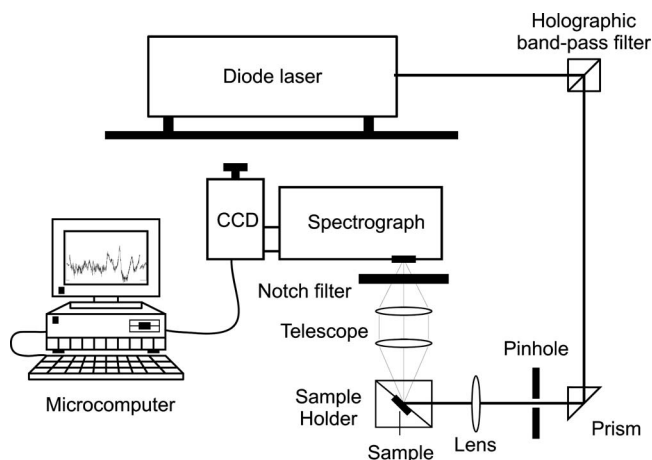 Holographic
band-pass filter
Diode laser
CCD
Spectrograph
Notch filter
Telescope
Pinhole
Sample
Holder
Microcomputer
Sample
Lens
Prism